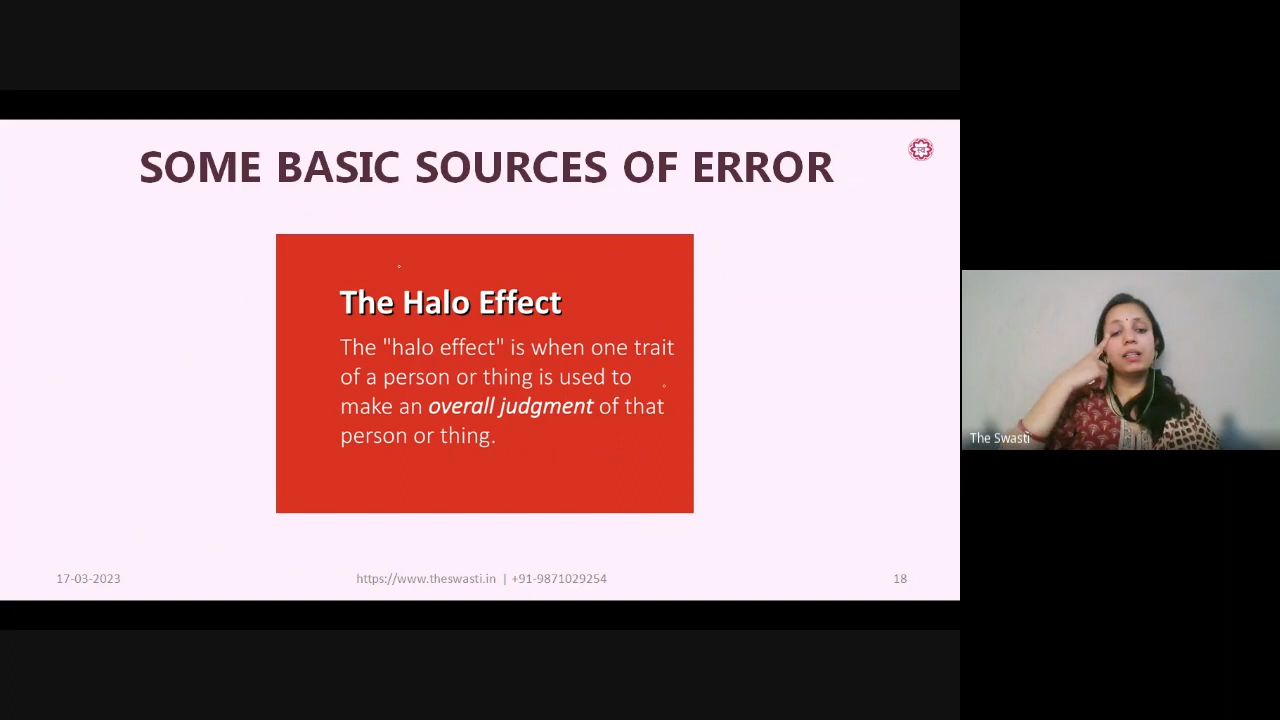 SOME BASIC SOURCES OF ERROR
The Halo Effect
The "halo effect" is when one trait
of a person or thing is used to
make an overall judgment of that
person or thing.
The Swasti
17-03-2023
https://www.theswasti.in | +91-9871029254
18